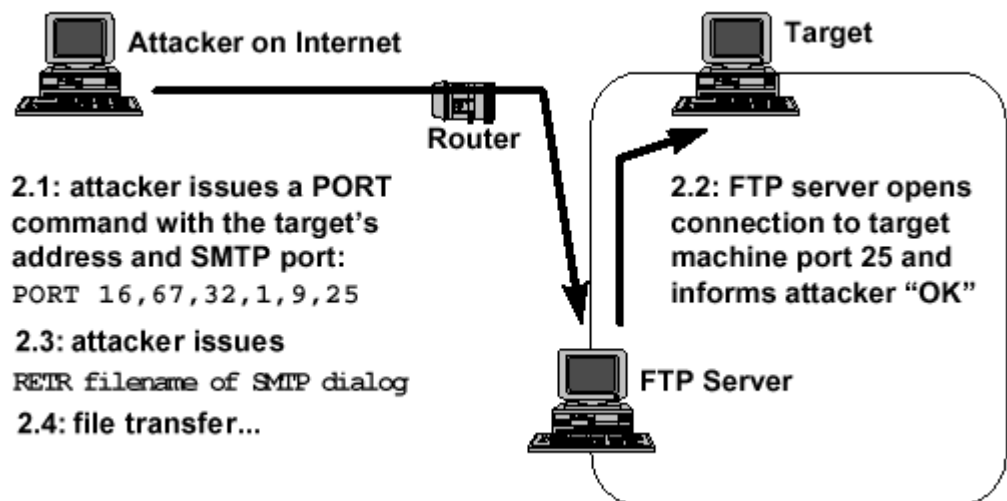 Attacker on Internet
Target
Router
2.1: attacker issues a PORT
command with the target's
address and SMTP port:
PORT 16,67,32,1,9,25
2.3: attacker issues
RETR filename of SMTP dialog
2.4: file transfer...
2.2: FTP server opens
connection to target
machine port 25 and
informs attacker “OK”
FTP Server